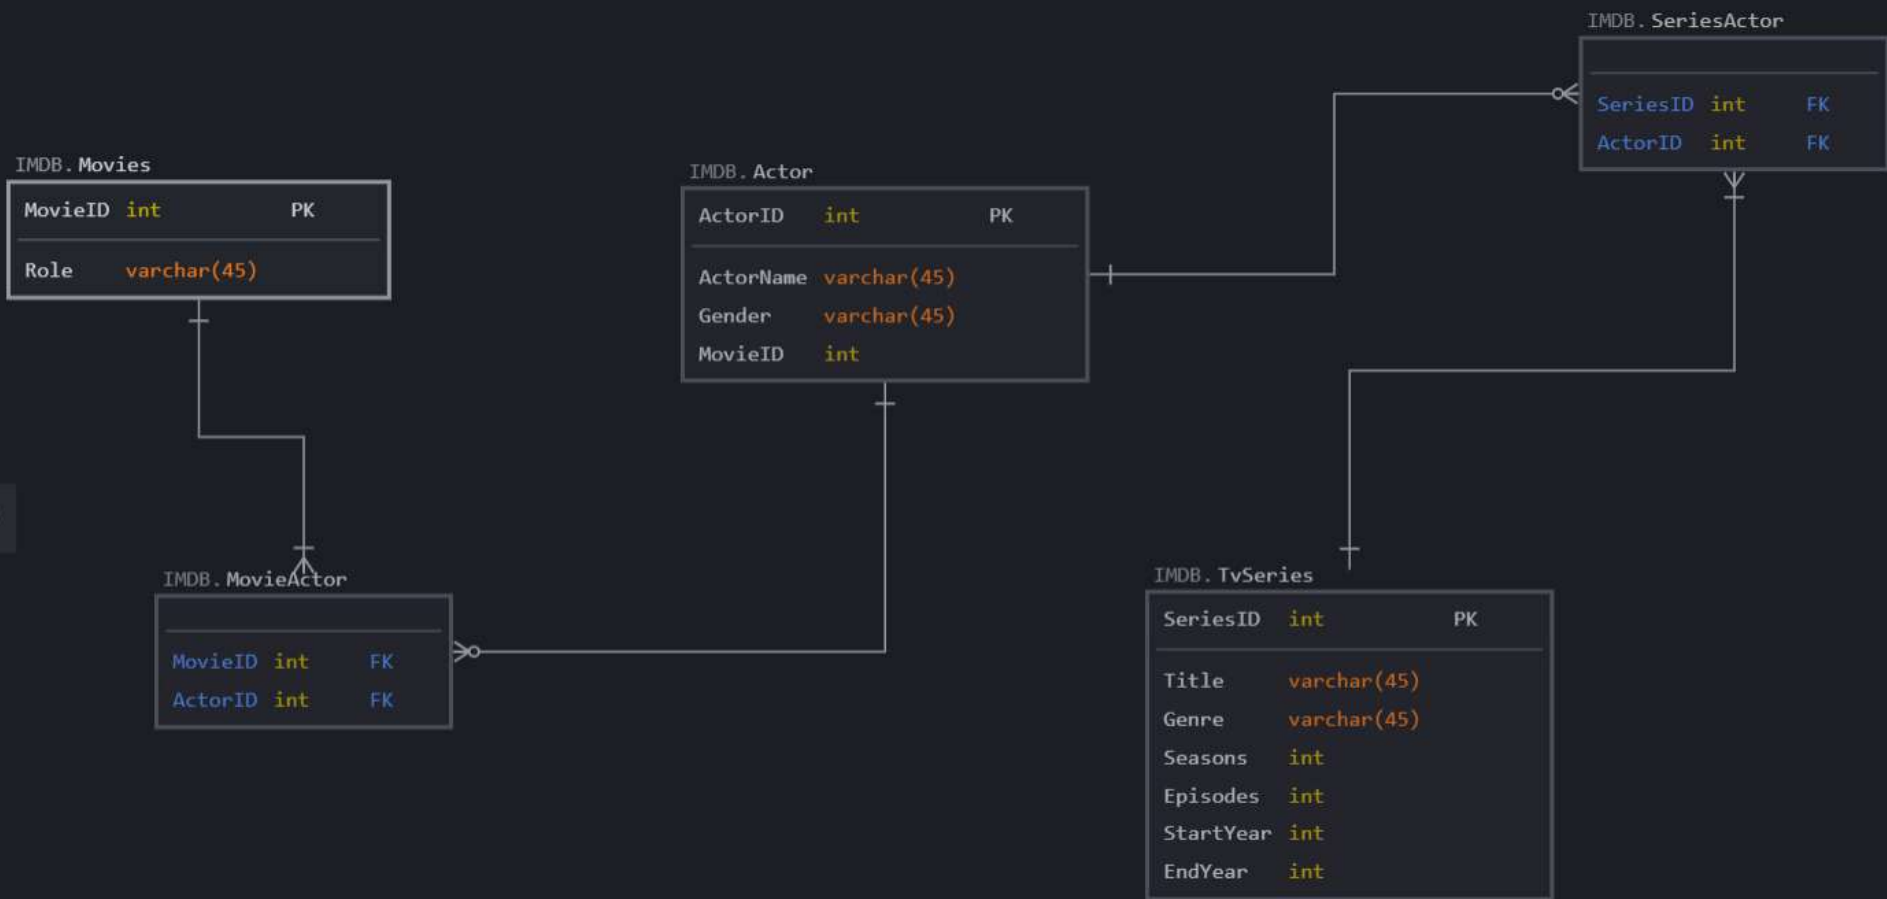 IMDB.SeriesActor
SeriesID int FK
ActorID int FK
IMDB.Movies
MovieID int PK
Role varchar(45)
IMDB.Actor
ActorID int PK
ActorName varchar(45)
Gender varchar(45)
MovieID int
IMDB.MovieActor
MovieID int FK
ActorID int FK
IMDB.TvSeries
SeriesID int PK
Title varchar(45)
Genre varchar(45)
Seasons int
Episodes int
StartYear int
EndYear int